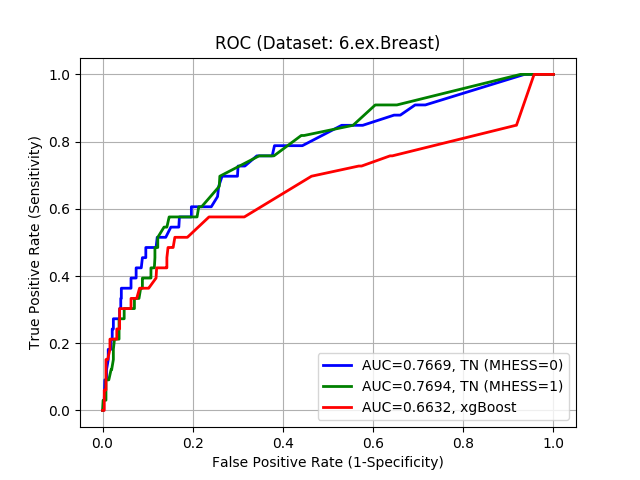 ROC (Dataset: 6.ex.Breast)
True Positive Rate (Sensitivity)
1.0
0.8
0.6
0.4
0.2
0.0
AUC=0.7669, TN (MHESS=0)
AUC=0.7694, TN (MHESS=1)
AUC=0.6632, xgBoost
0.0 0.2 0.4 0.6 0.8 1.0
False Positive Rate (1-Specificity)